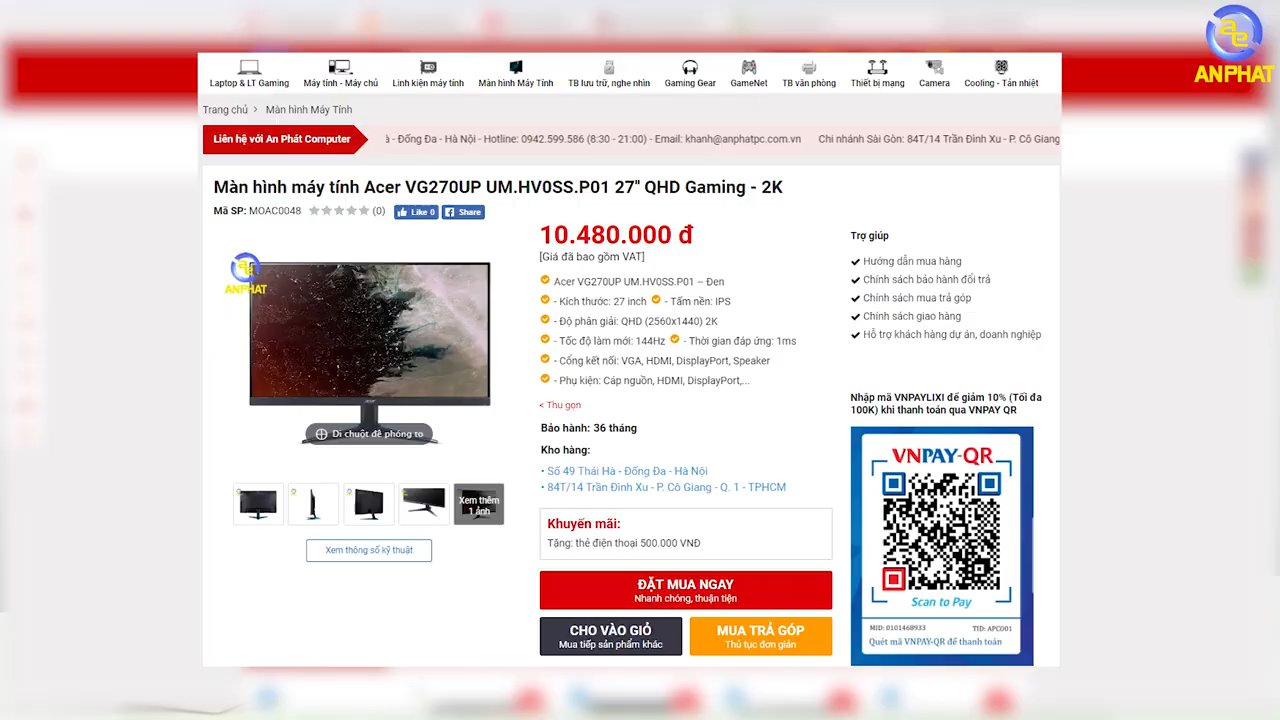 ANPHAT
Laptop & LT Gaming
Máy tính - Máy chủ
Linh kiện máy tính
Màn hình Máy Tính
TB lưu trữ, nghe nhìn
Gaming Gear
GameNet
TB văn phòng
Thiết bị mạng
Camera
Cooling - Tản nhiệt
Trang chủ > Màn hình Máy Tính
Liên hệ với An Phát Computer
à - Đống Đa - Hà Nội - Hotline: 0942.599.586 (8:30 - 21:00) - Email: khanh@anphatpc.com.vn
Chi nhánh Sài Gòn: 84T/14 Trần Đình Xu - P. Cô Giang
Màn hình máy tính Acer VG270UP UM.HV0SS.P01 27" QHD Gaming - 2K
Mã SP: MOAC0048 (0) Like 0 Share
ANPHAT
acer
Di chuột để phóng to
Xem thêm
1 ảnh
Xem thông số kỹ thuật
10.480.000 đ
[Giá đã bao gồm VAT]
Acer VG270UP UM.HV0SS.P01 – Đen
- Kích thước: 27 inch - Tấm nền: IPS
- Độ phân giải: QHD (2560x1440) 2K
- Tốc độ làm mới: 144Hz - Thời gian đáp ứng: 1ms
- Cổng kết nối: VGA, HDMI, DisplayPort, Speaker
- Phụ kiện: Cáp nguồn, HDMI, DisplayPort,...
< Thu gọn
Bảo hành: 36 tháng
Kho hàng:
• Số 49 Thái Hà - Đống Đa - Hà Nội
• 84T/14 Trần Đình Xu - P. Cô Giang - Q. 1 - TPHCM
Khuyến mãi:
Tặng: thẻ điện thoại 500.000 VNĐ
ĐẶT MUA NGAY
Nhanh chóng, thuận tiện
CHO VÀO GIỎ
Mua tiếp sản phẩm khác
MUA TRẢ GÓP
Thủ tục đơn giản
Trợ giúp
Hướng dẫn mua hàng
Chính sách bảo hành đổi trả
Chính sách mua trả góp
Chính sách giao hàng
Hỗ trợ khách hàng dự án, doanh nghiệp
Nhập mã VNPAYLIXI để giảm 10% (Tối đa
100K) khi thanh toán qua VNPAY QR
VNPAY-QR
Scan to Pay
MID: 0101468933 TID: APCO01
Quét mã VNPAY-QR để thanh toán